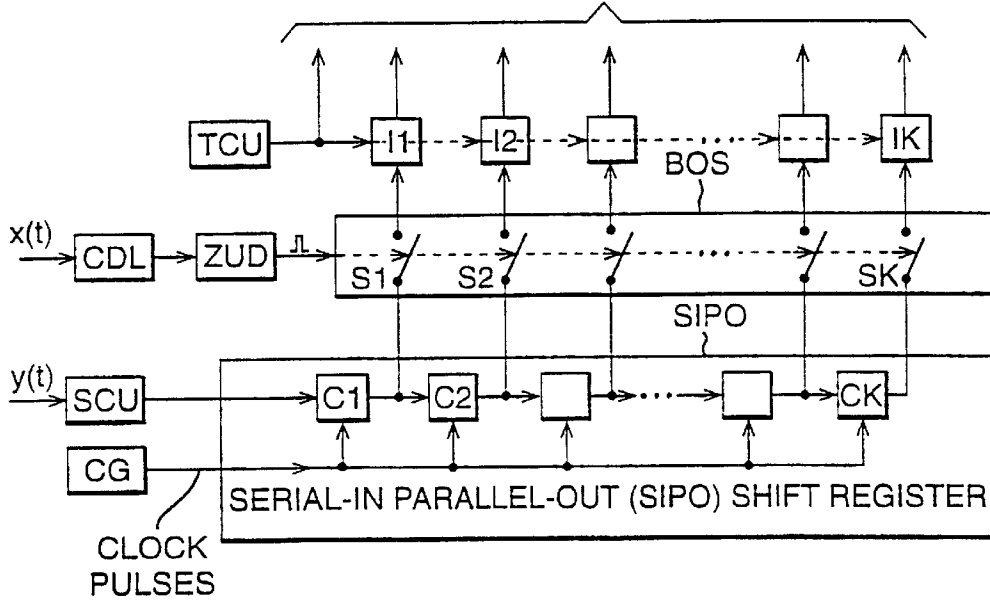 TCU I1 I2 ... IK
BOS
x(t) CDL ZUD
S1 S2 ... SK
SIPO
y(t) SCU C1 C2 ... CK
CG
SERIAL-IN PARALLEL-OUT (SIPO) SHIFT REGISTER
CLOCK
PULSES